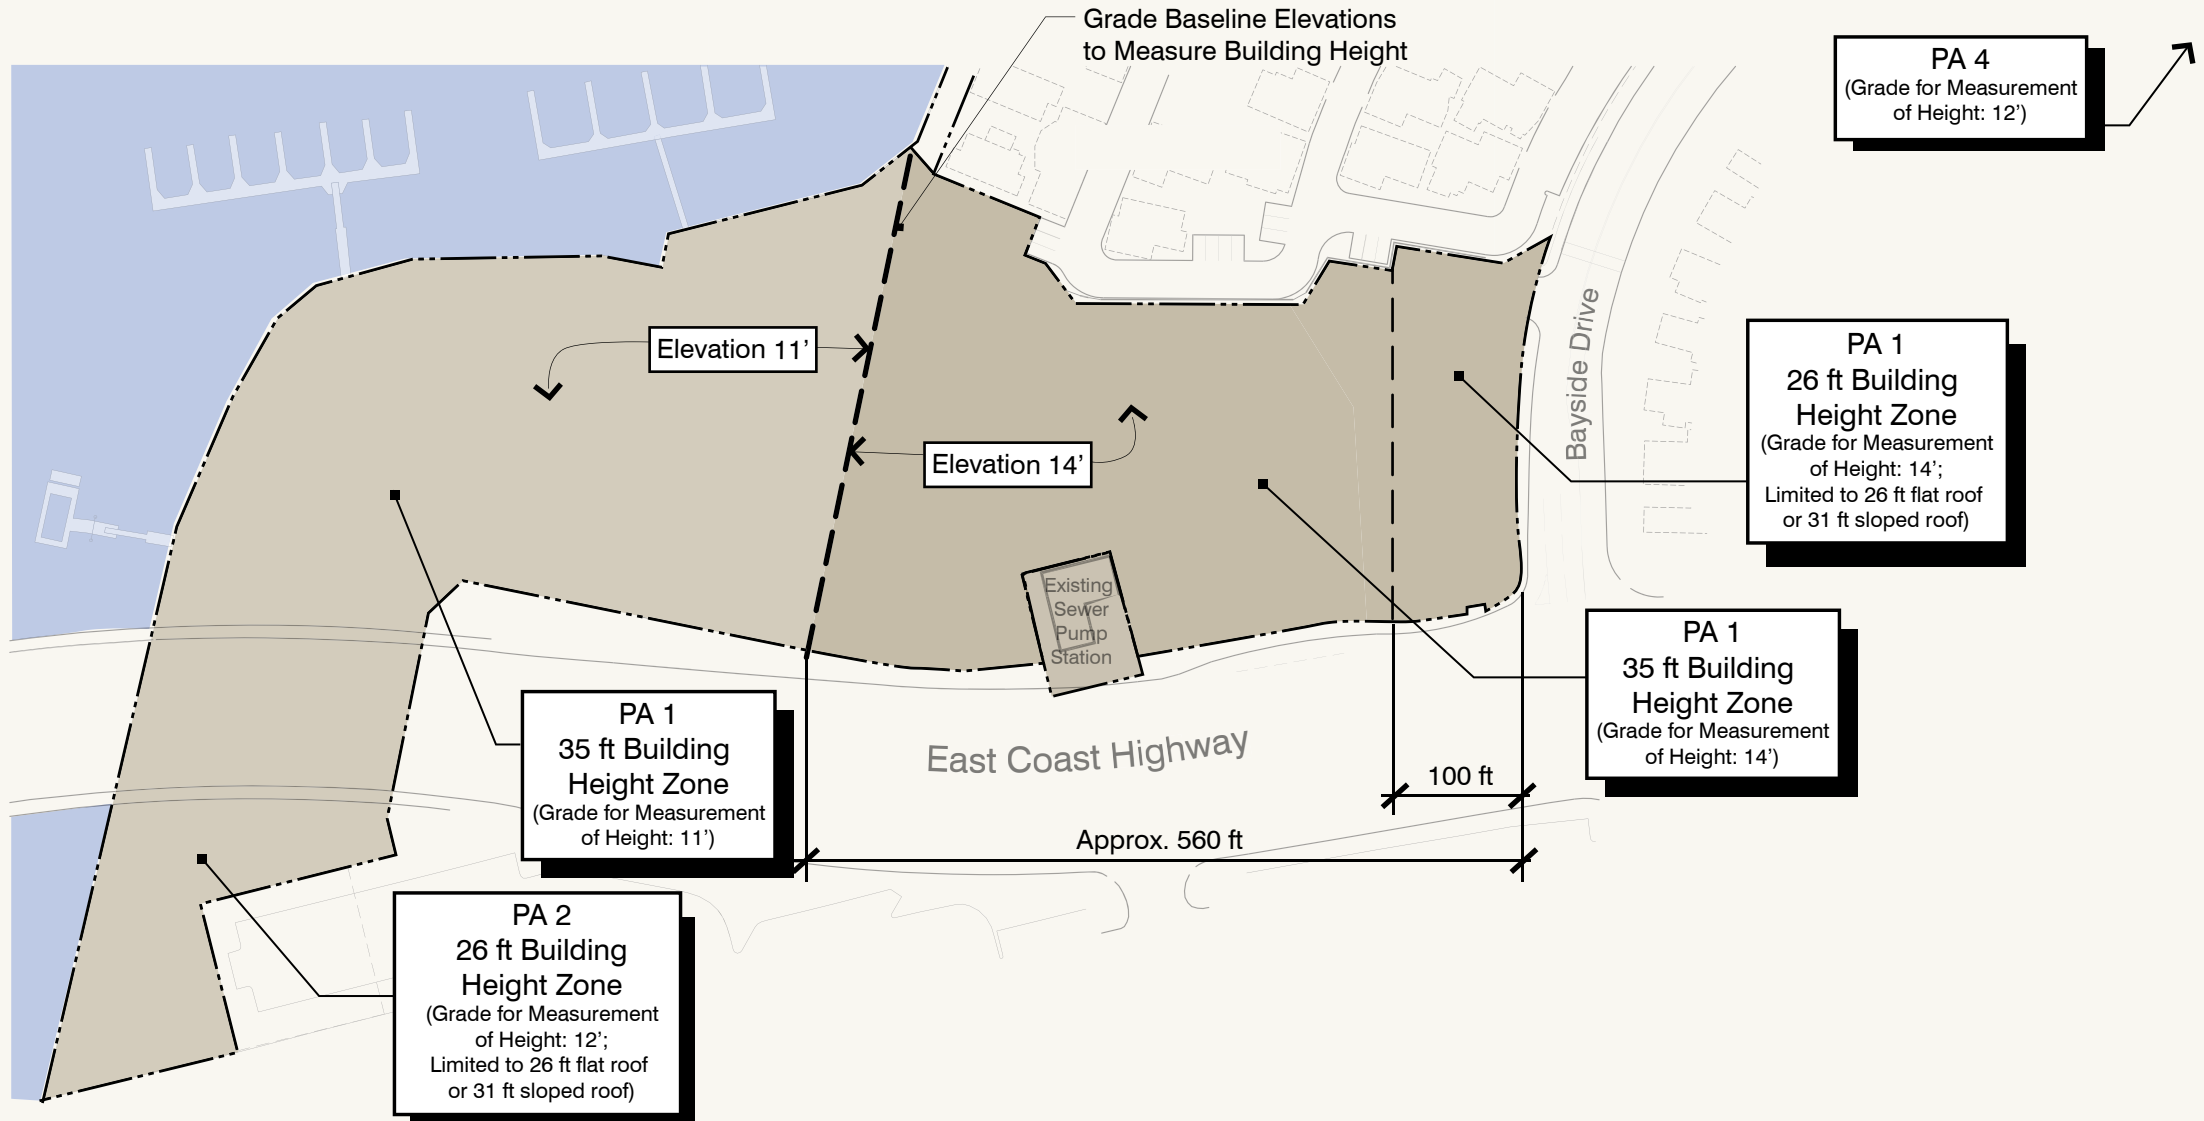 Grade Baseline Elevations
to Measure Building Height
PA 4
(Grade for Measurement
of Height: 12’)
Elevation 11’
Elevation 14’
Bayside Drive
PA 1
26 ft Building
Height Zone
(Grade for Measurement
of Height: 14’;
Limited to 26 ft flat roof
or 31 ft sloped roof)
Existing
Sewer
Pump
Station
PA 1
35 ft Building
Height Zone
(Grade for Measurement
of Height: 14’)
PA 1
35 ft Building
Height Zone
(Grade for Measurement
of Height: 11’)
East Coast Highway
100 ft
Approx. 560 ft
PA 2
26 ft Building
Height Zone
(Grade for Measurement
of Height: 12’;
Limited to 26 ft flat roof
or 31 ft sloped roof)